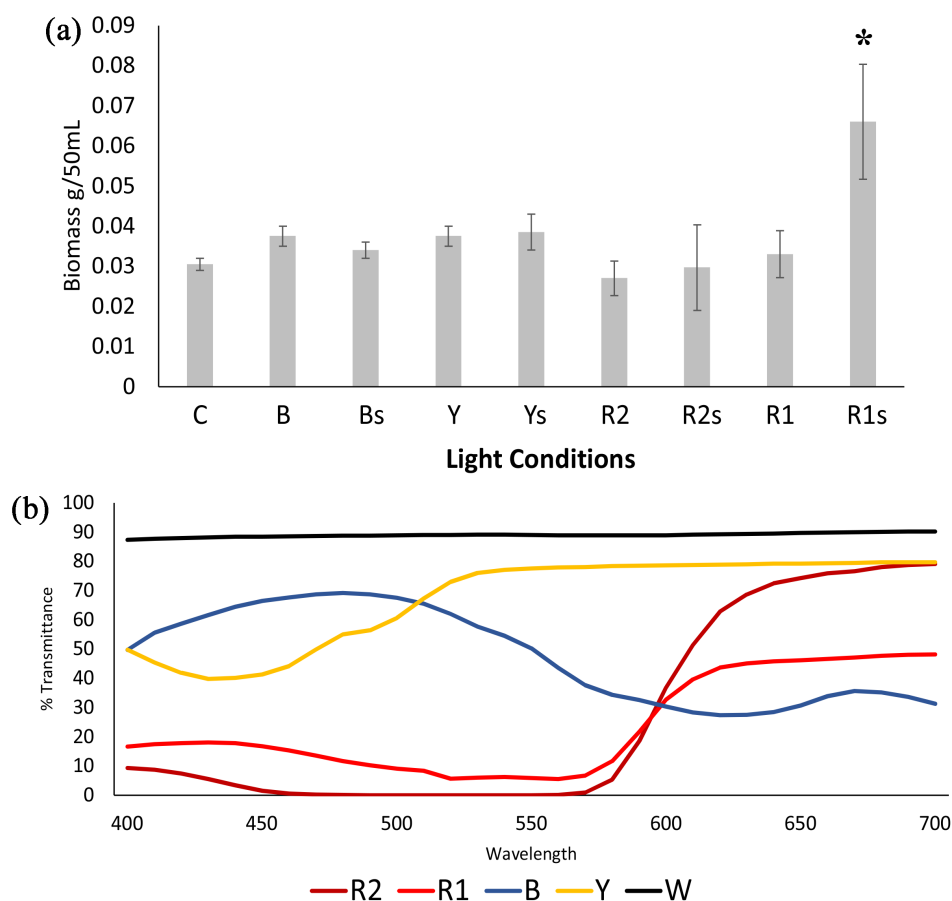 (a)
*
0.09
0.08
0.07
0.06
0.05
0.04
0.03
0.02
0.01
0
Biomass g/50mL
C B Bs Y Ys R2 R2s R1 R1s
Light Conditions
(b)
100
90
80
70
60
50
40
30
20
10
0
% Transmittance
400 450 500 550 600 650 700
Wavelength
R2 R1 B Y W